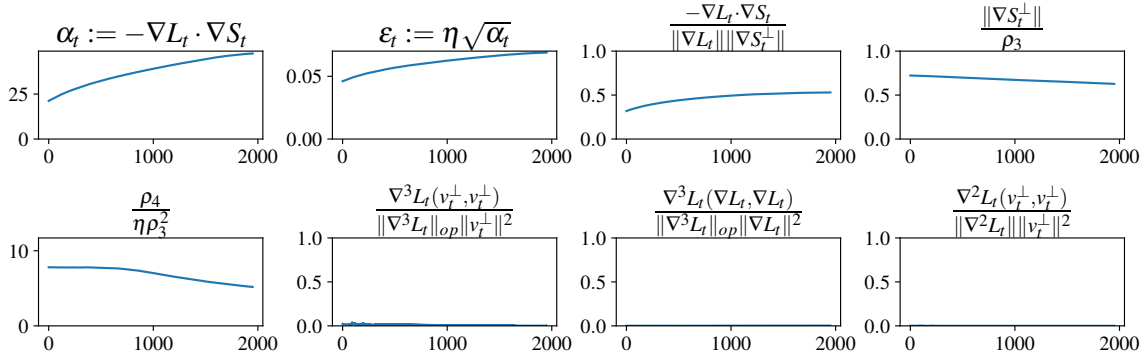 α_t := −∇L_t · ∇S_t
ε_t := η√α_t
−∇L_t · ∇S_t
‖∇L_t‖‖∇S_t^⊥‖
‖∇S_t^⊥‖
ρ_3
25
0
0 1000 2000
0.05
0.00
0 1000 2000
1.0
0.5
0.0
0 1000 2000
1.0
0.5
0.0
0 1000 2000
ρ_4
ηρ_3^2
∇^3L_t(v_t^⊥,v_t^⊥)
‖∇^3L_t‖_op‖v_t^⊥‖^2
∇^3L_t(∇L_t,∇L_t)
‖∇^3L_t‖_op‖∇L_t‖^2
∇^2L_t(v_t^⊥,v_t^⊥)
‖∇^2L_t‖‖v_t^⊥‖^2
10
0
0 1000 2000
1.0
0.5
0.0
0 1000 2000
1.0
0.5
0.0
0 1000 2000
1.0
0.5
0.0
0 1000 2000